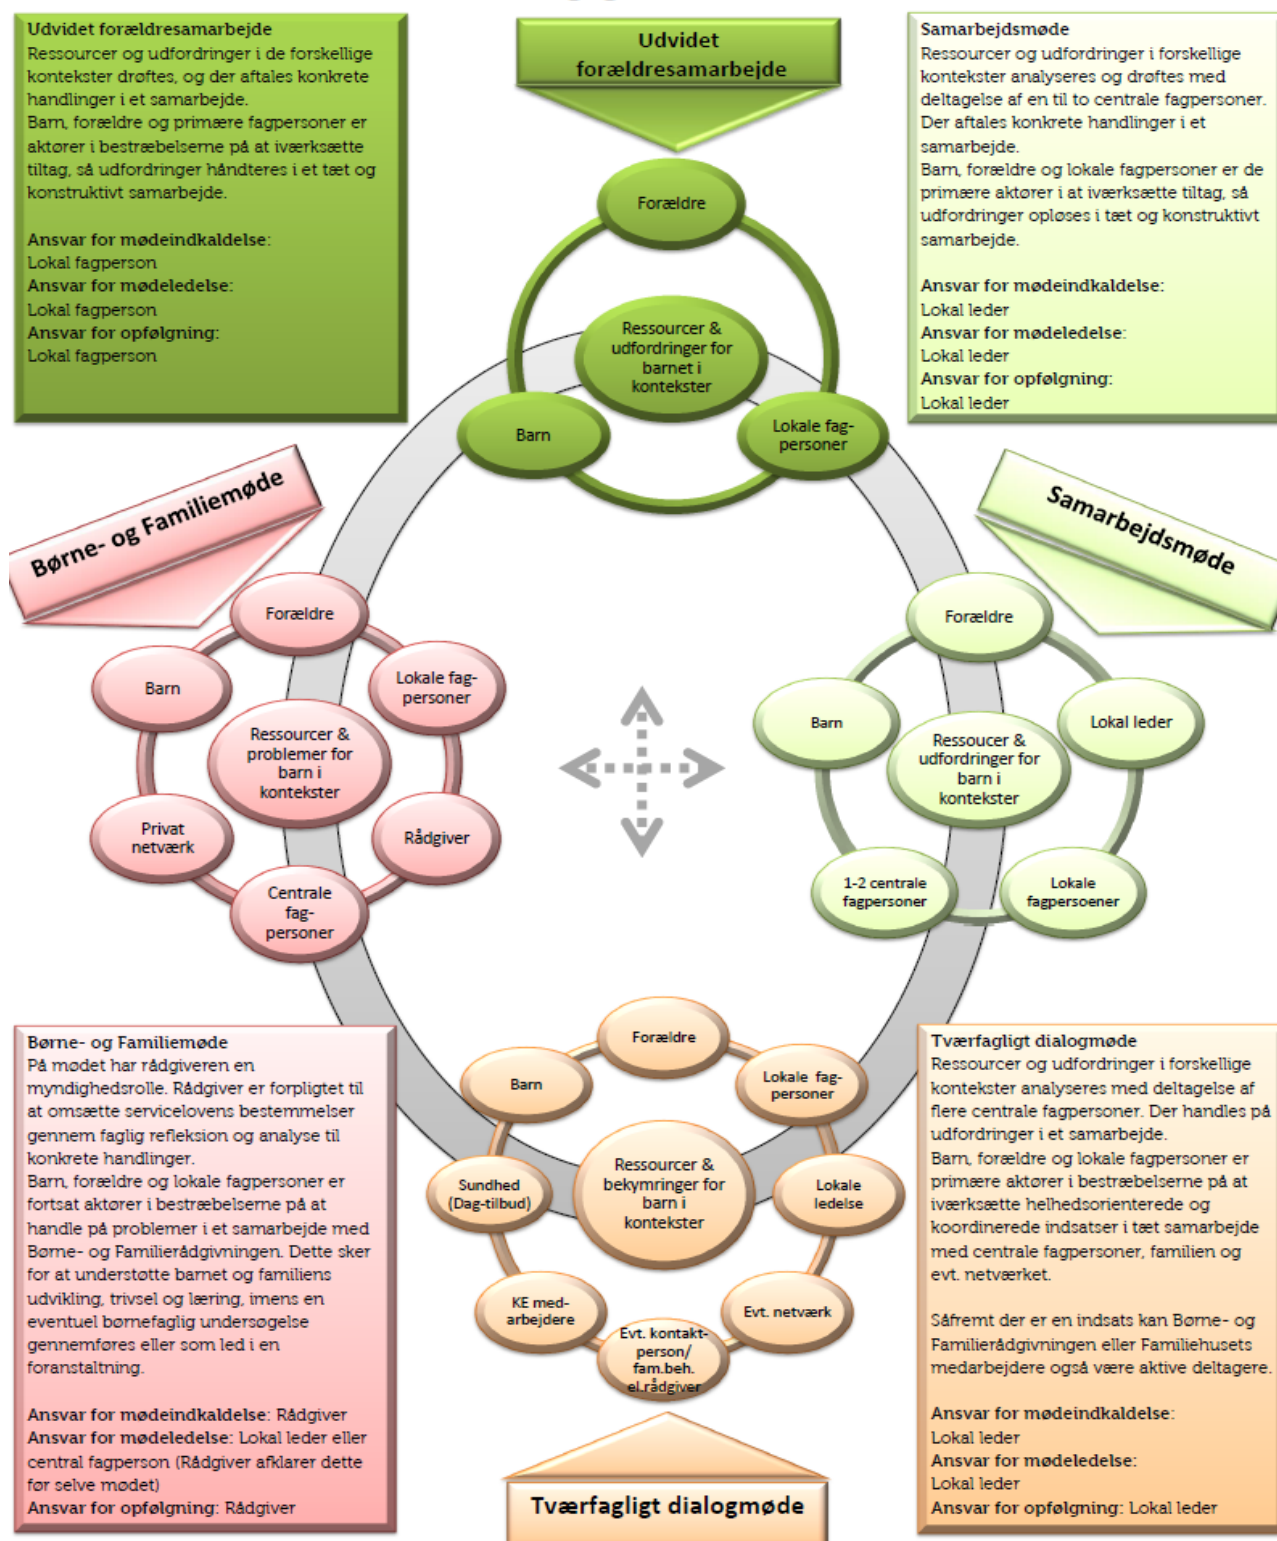 Udvidet forældresamarbejde
Ressourcer og udfordringer i de forskellige
kontekster drøftes, og der aftales konkrete
handlinger i et samarbejde.
Barn, forældre og primære fagpersoner er
aktører i bestræbelserne på at iværksætte
tiltag, så udfordringer håndteres i et tæt og
konstruktivt samarbejde.
Ansvar for mødeindkaldelse:
Lokal fagperson
Ansvar for mødeledelse:
Lokal fagperson
Ansvar for opfølgning:
Lokal fagperson
Udvidet
forældresamarbejde
Forældre
Ressourcer &
udfordringer for
barnet i
kontekster
Barn
Lokale fag-
personer
Samarbejdsmøde
Ressourcer og udfordringer i forskellige
kontekster analyseres og drøftes med
deltagelse af en til to centrale fagpersoner.
Der aftales konkrete handlinger i et
samarbejde.
Barn, forældre og lokale fagpersoner er de
primære aktører i at iværksætte tiltag, så
udfordringer opløses i tæt og konstruktivt
samarbejde.
Ansvar for mødeindkaldelse:
Lokal leder
Ansvar for mødeledelse:
Lokal leder
Ansvar for opfølgning:
Lokal leder
Børne- og Familiemøde
Forældre
Barn
Lokale fag-
personer
Ressourcer &
problemer for
barn i
kontekster
Privat
netværk
Rådgiver
Centrale
fag-
personer
Samarbejdsmøde
Forældre
Barn
Lokal leder
Ressoucer &
udfordringer for
barn i
kontekster
1-2 centrale
fagpersoner
Lokale
fagpersoener
Børne- og Familiemøde
På mødet har rådgiveren en
myndighedsrolle. Rådgiver er forpligtet til
at omsætte servicelovens bestemmelser
gennem faglig refleksion og analyse til
konkrete handlinger.
Barn, forældre og lokale fagpersoner er
fortsat aktører i bestræbelserne på at
handle på problemer i et samarbejde med
Børne- og Familierådgivningen. Dette sker
for at understøtte barnet og familiens
udvikling, trivsel og læring, imens en
eventuel børnefaglig undersøgelse
gennemføres eller som led i en
foranstaltning.
Ansvar for mødeindkaldelse: Rådgiver
Ansvar for mødeledelse: Lokal leder eller
central fagperson (Rådgiver afklarer dette
før selve mødet)
Ansvar for opfølgning: Rådgiver
Forældre
Barn
Lokale fag-
personer
Sundhed
(Dag-tilbud)
Ressourcer &
bekymringer for
barn i
kontekster
Lokale
ledelse
KE med-
arbejdere
Evt. netværk
Evt. kontakt-
person/
fam.beh.
el.rådgiver
Tværfagligt dialogmøde
Tværfagligt dialogmøde
Ressourcer og udfordringer i forskellige
kontekster analyseres med deltagelse af
flere centrale fagpersoner. Der handles på
udfordringer i et samarbejde.
Barn, forældre og lokale fagpersoner er
primære aktører i bestræbelserne på at
iværksætte helhedsorienterede og
koordinerede indsatser i tæt samarbejde
med centrale fagpersoner, familien og
evt. netværket.
Såfremt der er en indsats kan Børne- og
Familierådgivningen eller Familiehusets
medarbejdere også være aktive deltagere.
Ansvar for mødeindkaldelse:
Lokal leder
Ansvar for mødeledelse:
Lokal leder
Ansvar for opfølgning: Lokal leder